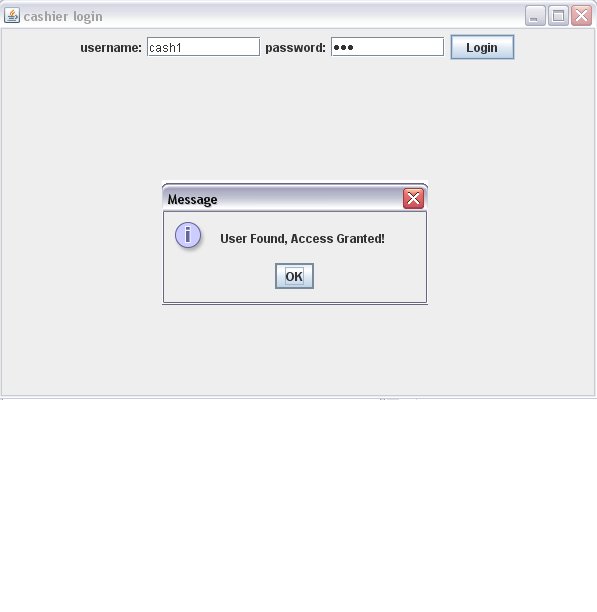 cashier login
username: cash1 password: ●●● Login
Message
User Found, Access Granted!
OK